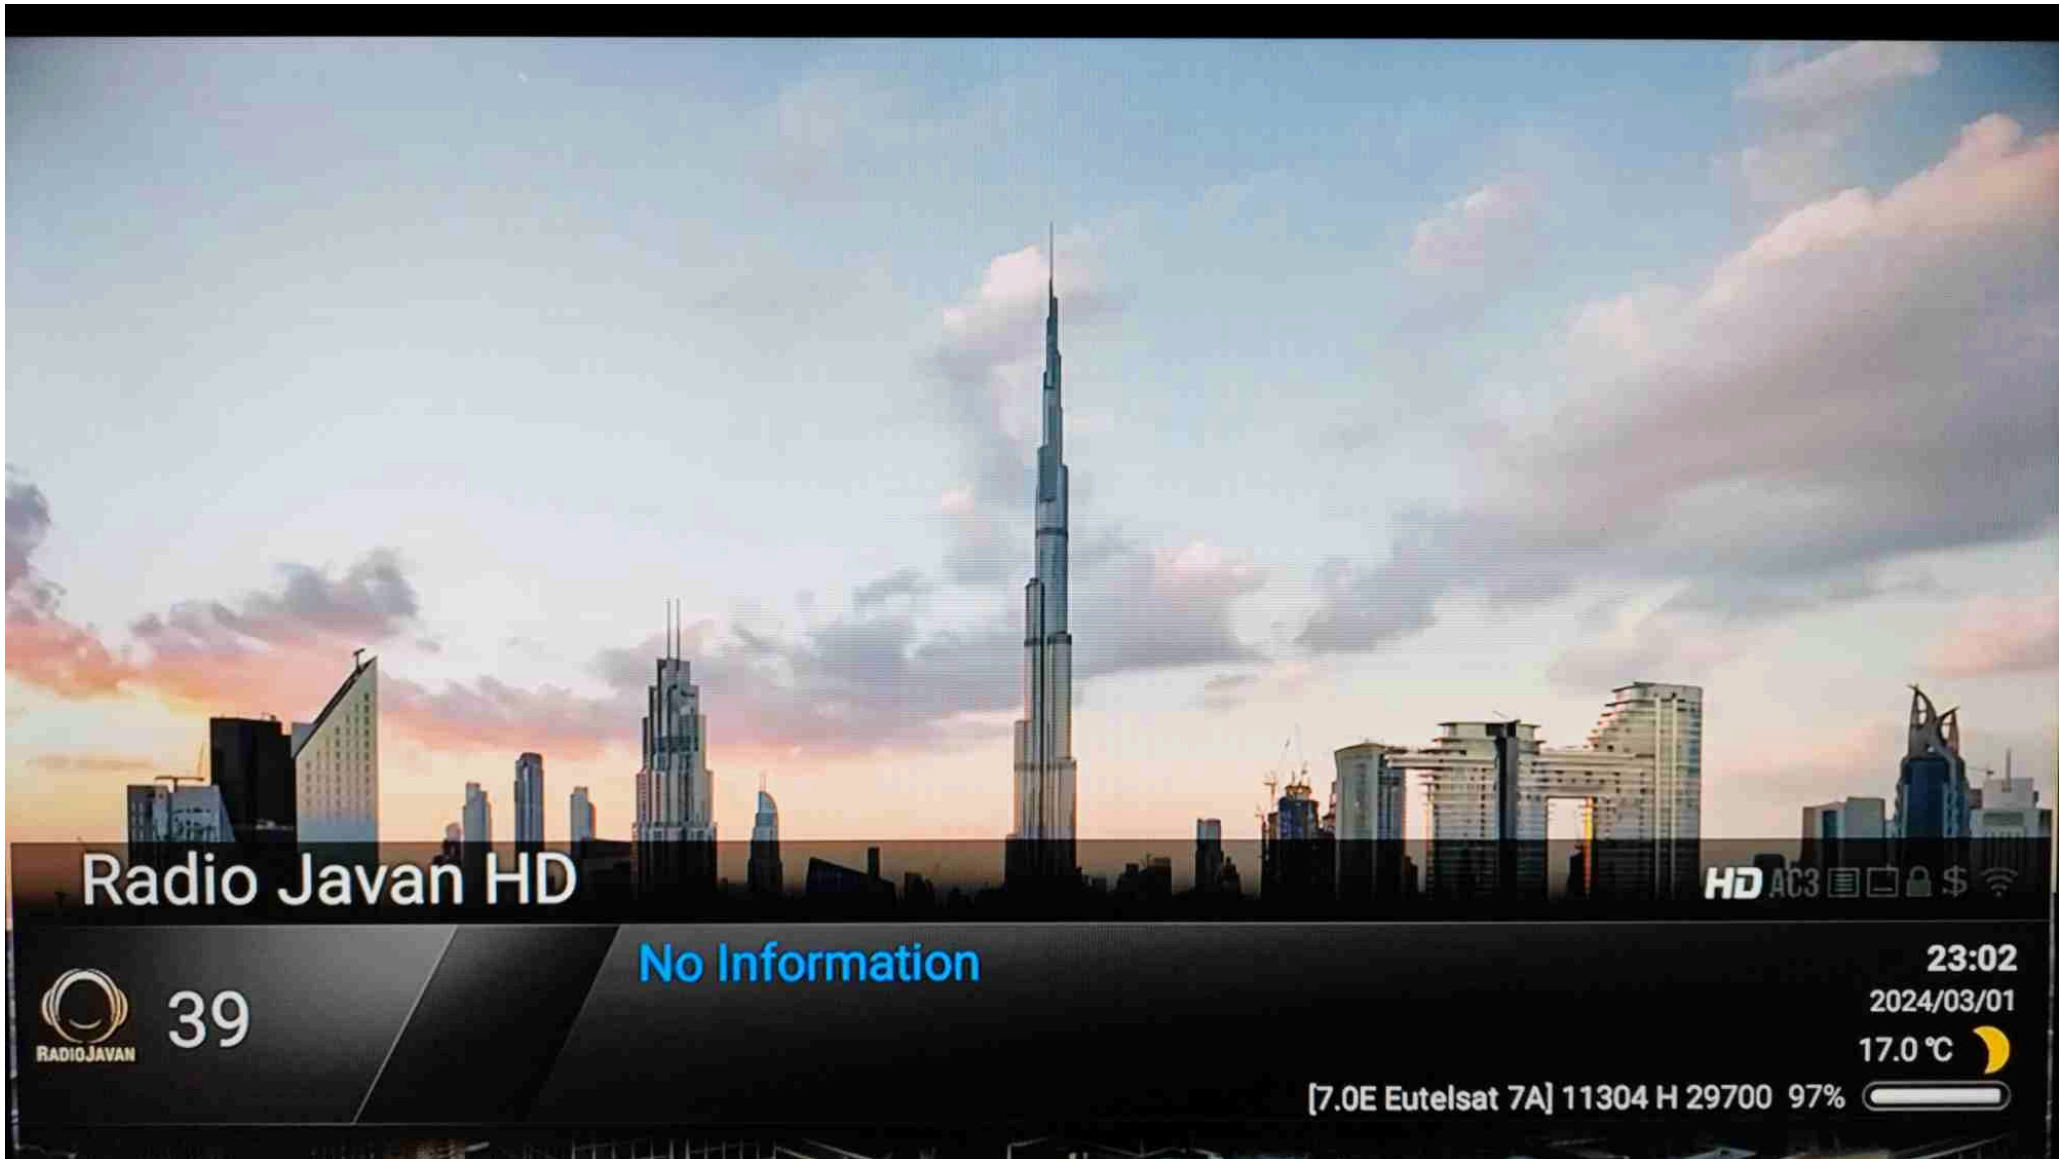 Radio Javan HD
HD AC3 $
RADIOJAVAN
39
No Information
23:02
2024/03/01
17.0 °C
[7.0E Eutelsat 7A] 11304 H 29700 97%